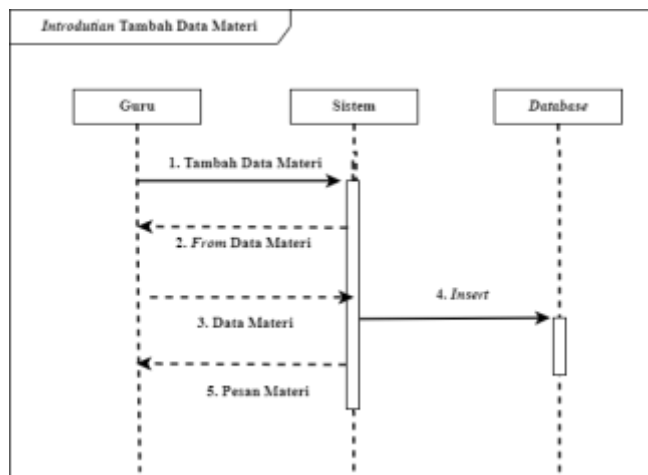 Introdutian Tambah Data Materi
Guru
Sistem
Database
1. Tambah Data Materi
2. From Data Materi
3. Data Materi
4. Insert
5. Pesan Materi